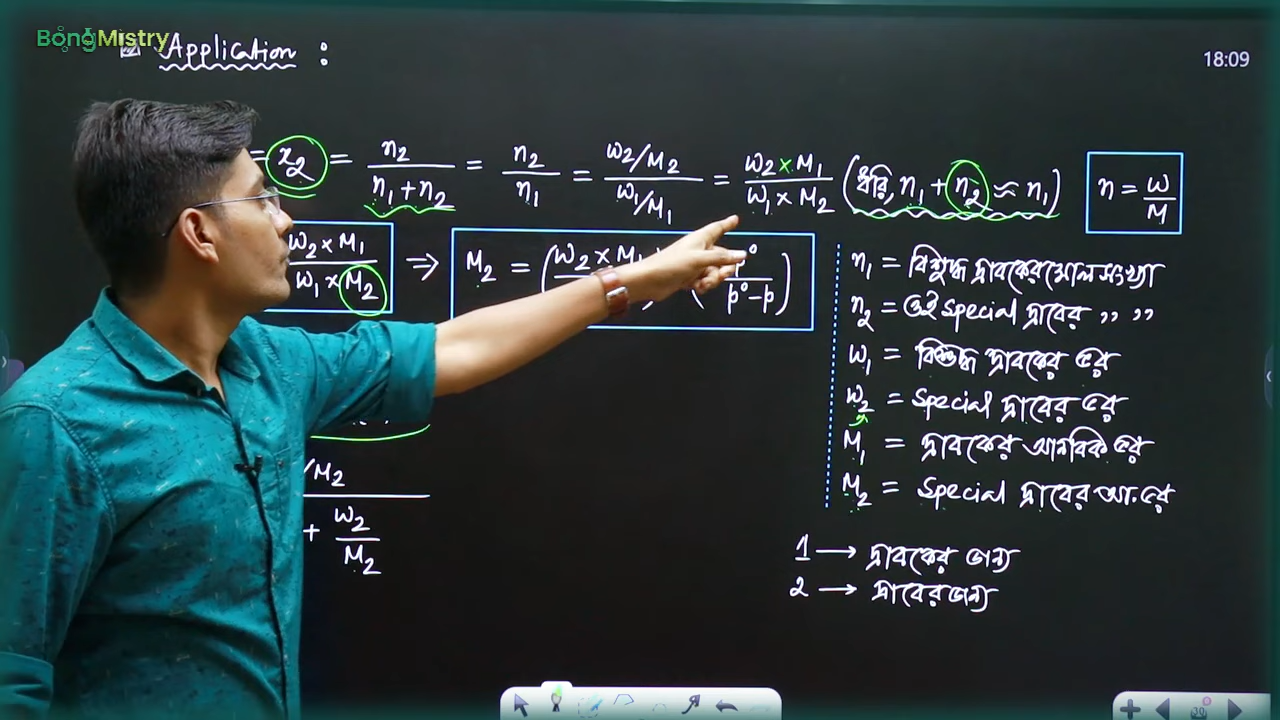 BongMistry
Application :
18:09
= x₂ = n₂/(n₁+n₂) = n₂/n₁ = (w₂/M₂)/(w₁/M₁) = (w₂ × M₁)/(w₁ × M₂) (ধরি, n₁ + n₂ ≈ n₁)
n = w/M
(w₂ × M₁)/(w₁ × M₂) ⇒ M₂ = (w₂ × M₁ (p°/(p°-p))
n₁ = বিশুদ্ধ দ্রাবকের মোল সংখ্যা
n₂ = ওই Special দ্রাবের ,, ,,
w₁ = বিশুদ্ধ দ্রাবকের ভর
w₂ = Special দ্রাবের ভর
M₁ = দ্রাবকের আনবিক ভর
M₂ = Special দ্রাবের আ. ভর
/M₂
+ w₂/M₂
1 → দ্রাবকের জন্য
2 → দ্রাবের জন্য